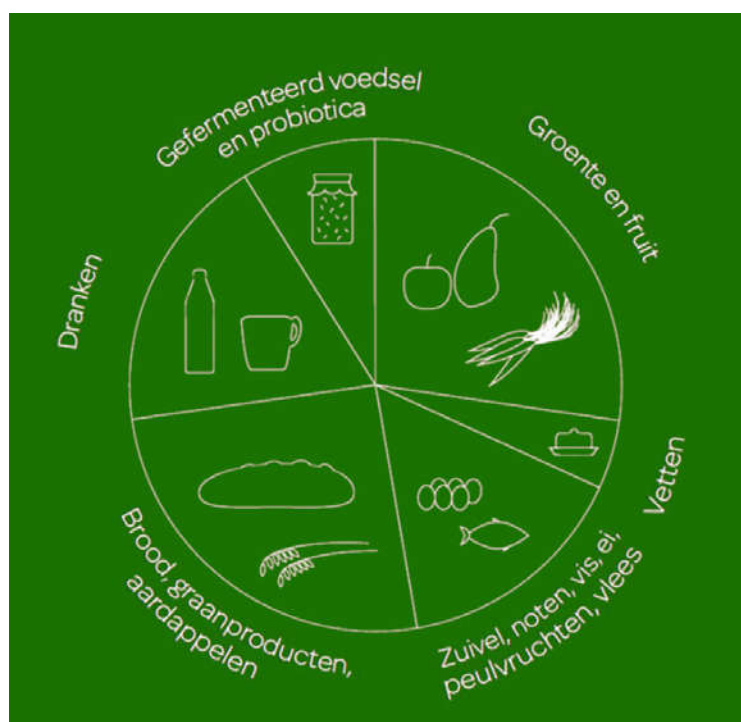 Gefermenteerd voedsel
en probiotica
Groente en fruit
Dranken
Vetten
Brood, graanproducten,
aardappelen
Zuivel, noten, vis, ei,
peulvruchten, vlees